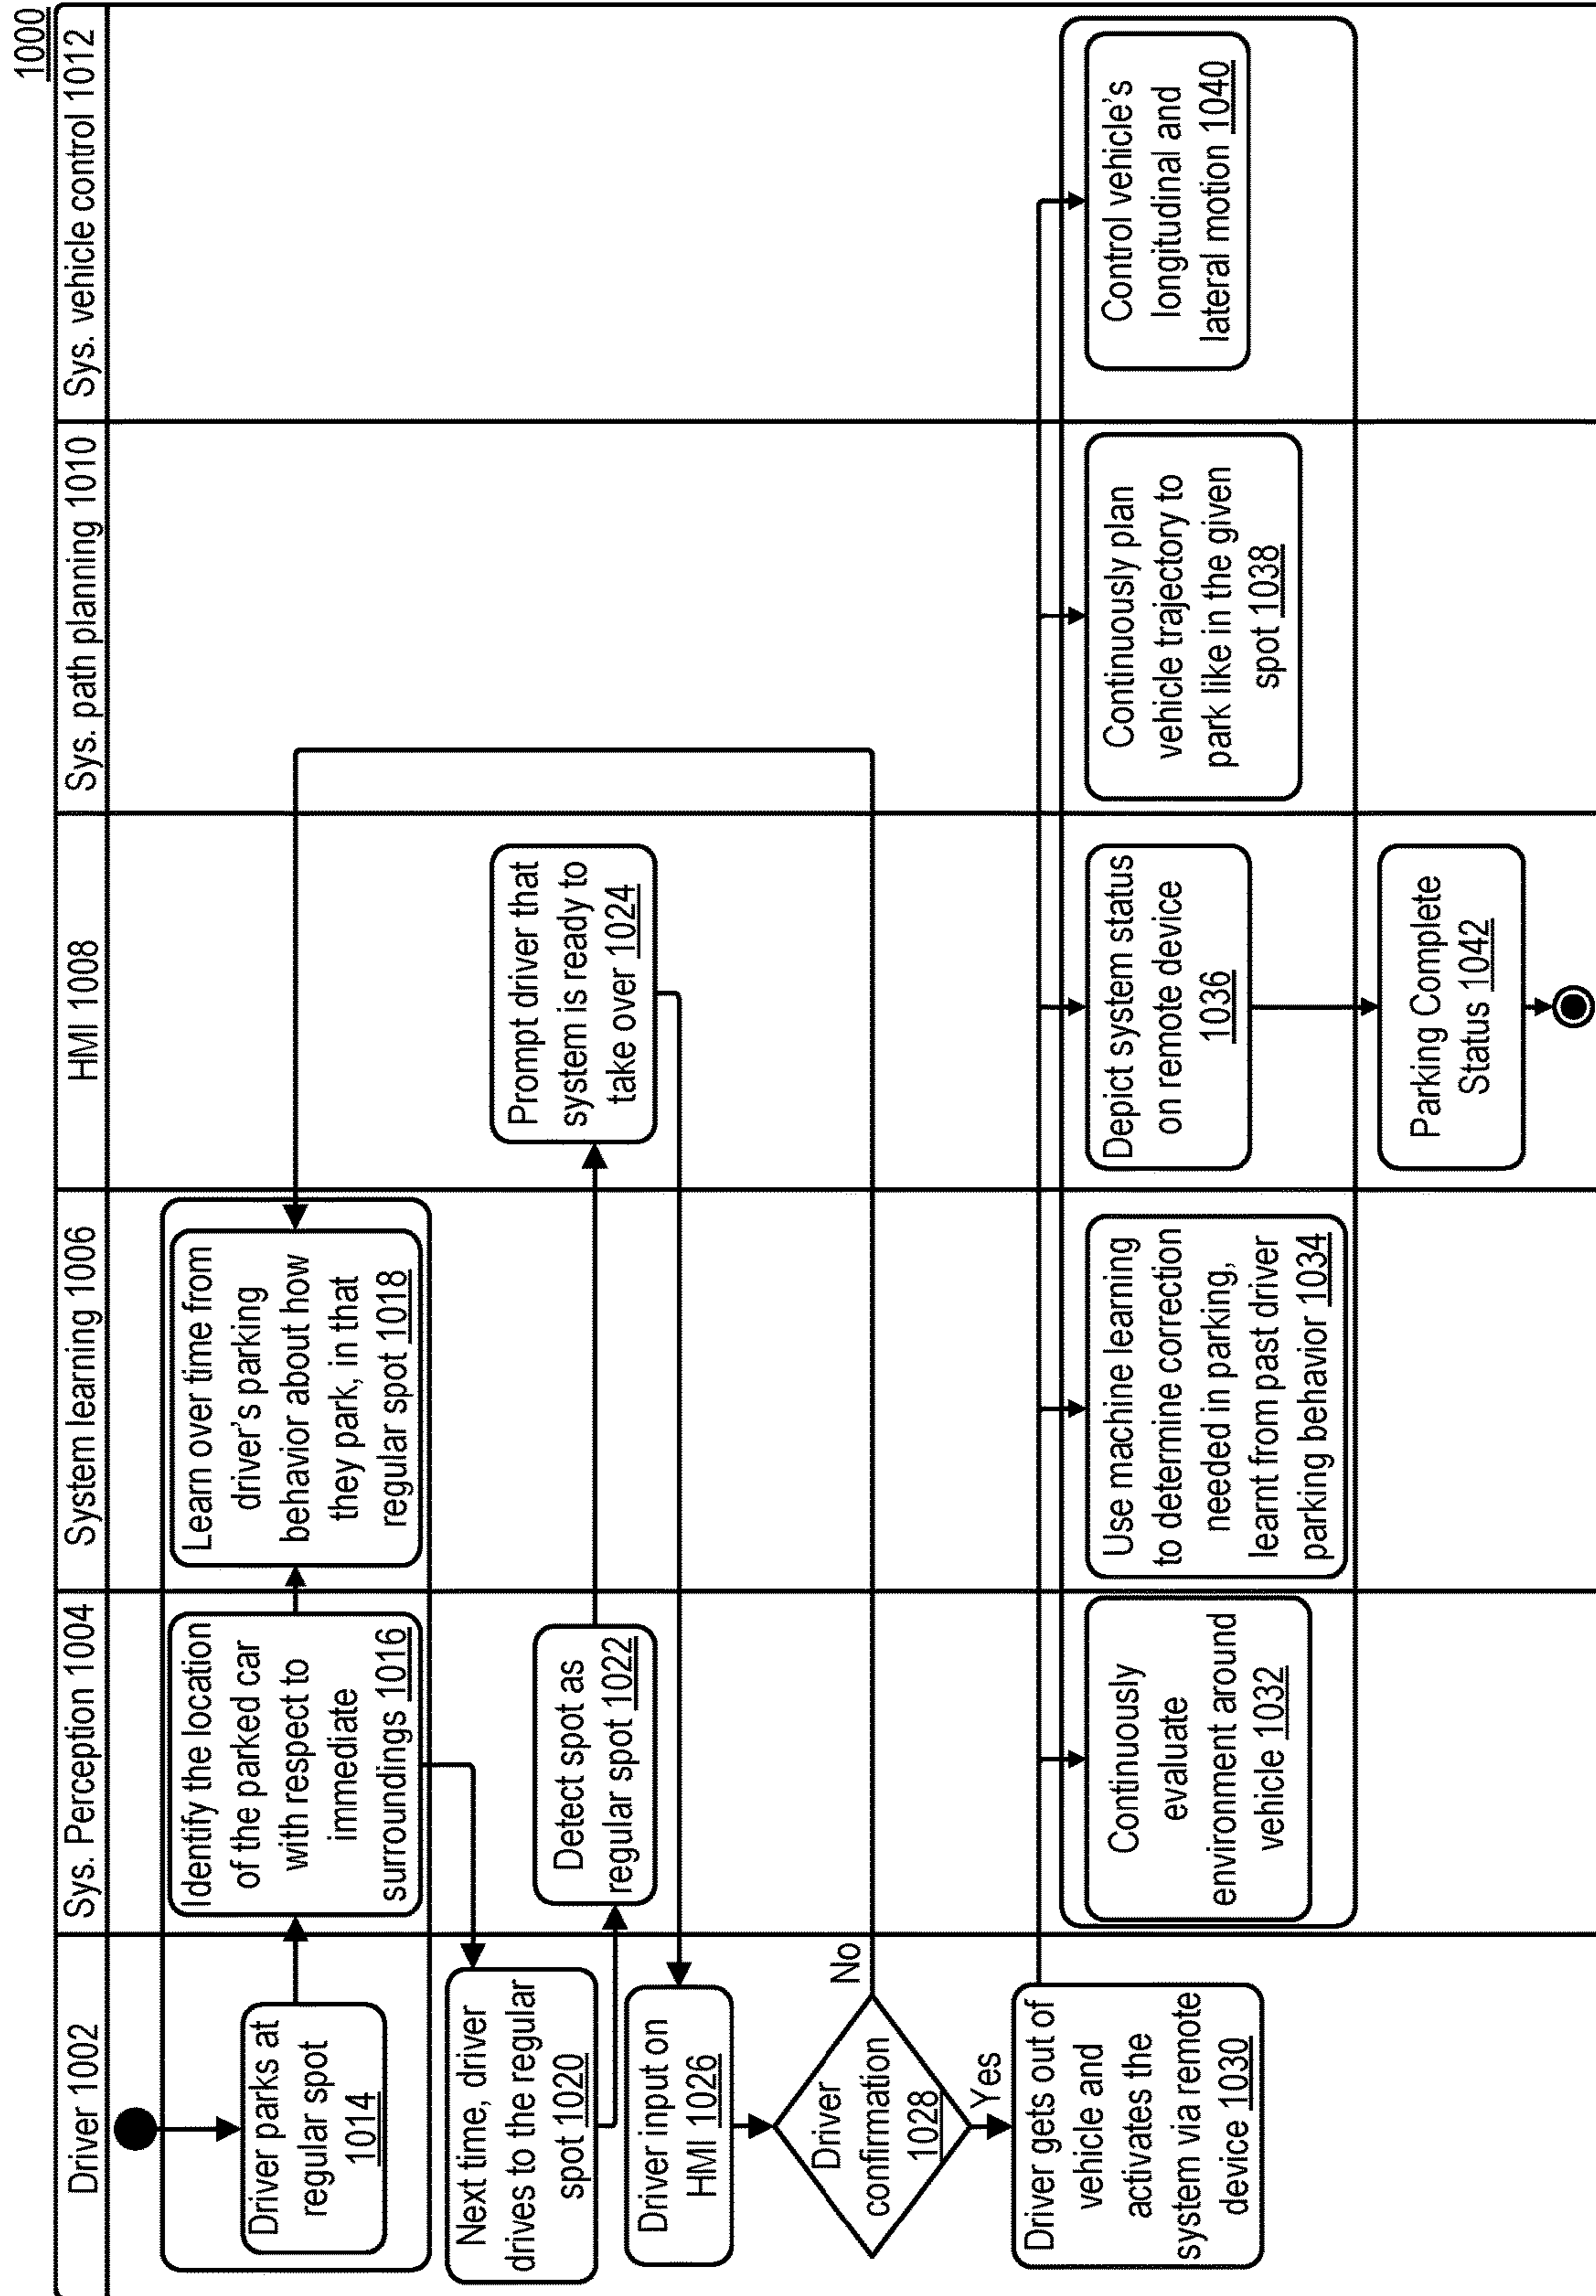 1000
Driver 1002
Sys. Perception 1004
System learning 1006
HMI 1008
Sys. path planning 1010
Sys. vehicle control 1012
Driver parks at
regular spot
1014
Identify the location
of the parked car
with respect to
immediate
surroundings 1016
Learn over time from
driver's parking
behavior about how
they park, in that
regular spot 1018
Next time, driver
drives to the regular
spot 1020
Detect spot as
regular spot 1022
Prompt driver that
system is ready to
take over 1024
Driver input on
HMI 1026
Driver
confirmation
1028
No
Yes
Driver gets out of
vehicle and
activates the
system via remote
device 1030
Continuously
evaluate
environment around
vehicle 1032
Use machine learning
to determine correction
needed in parking,
learnt from past driver
parking behavior 1034
Depict system status
on remote device
1036
Continuously plan
vehicle trajectory to
park like in the given
spot 1038
Control vehicle's
longitudinal and
lateral motion 1040
Parking Complete
Status 1042